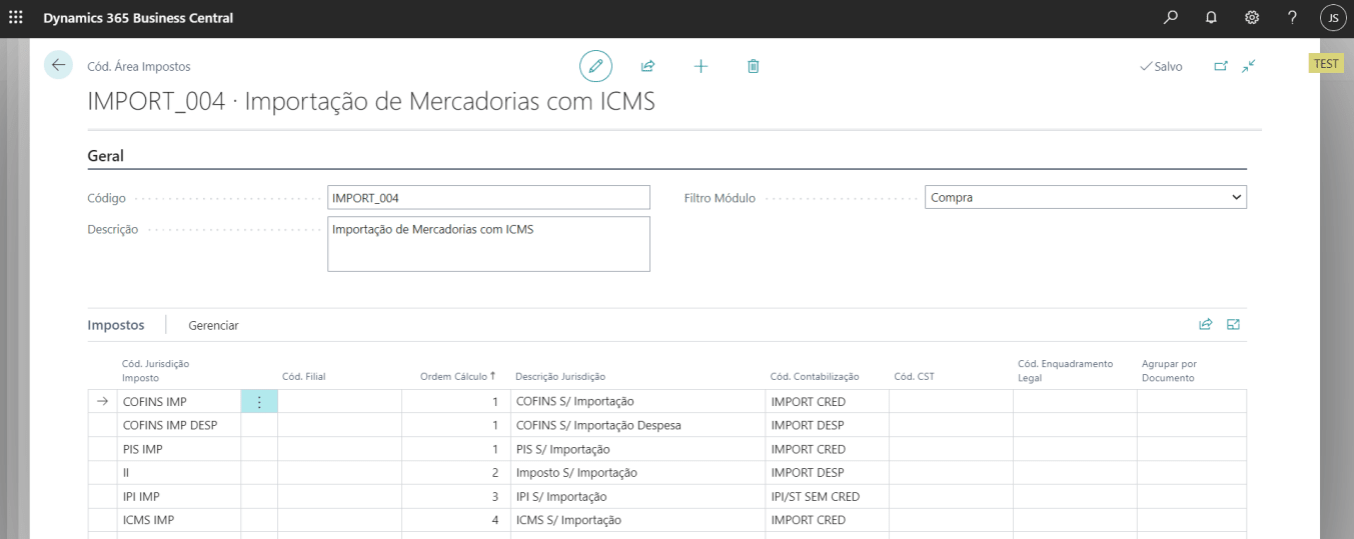 Dynamics 365 Business Central
JS
Cód. Área Impostos
Salvo
TEST
IMPORT_004 · Importação de Mercadorias com ICMS
Geral
Código IMPORT_004 Filtro Módulo Compra
Descrição Importação de Mercadorias com ICMS
Impostos Gerenciar
Cód. Jurisdição Imposto Cód. Filial Ordem Cálculo ↑ Descrição Jurisdição Cód. Contabilização Cód. CST Cód. Enquadramento Legal Agrupar por Documento
COFINS IMP 1 COFINS S/ Importação IMPORT CRED
COFINS IMP DESP 1 COFINS S/ Importação Despesa IMPORT DESP
PIS IMP 1 PIS S/ Importação IMPORT CRED
II 2 Imposto S/ Importação IMPORT DESP
IPI IMP 3 IPI S/ Importação IPI/ST SEM CRED
ICMS IMP 4 ICMS S/ Importação IMPORT CRED